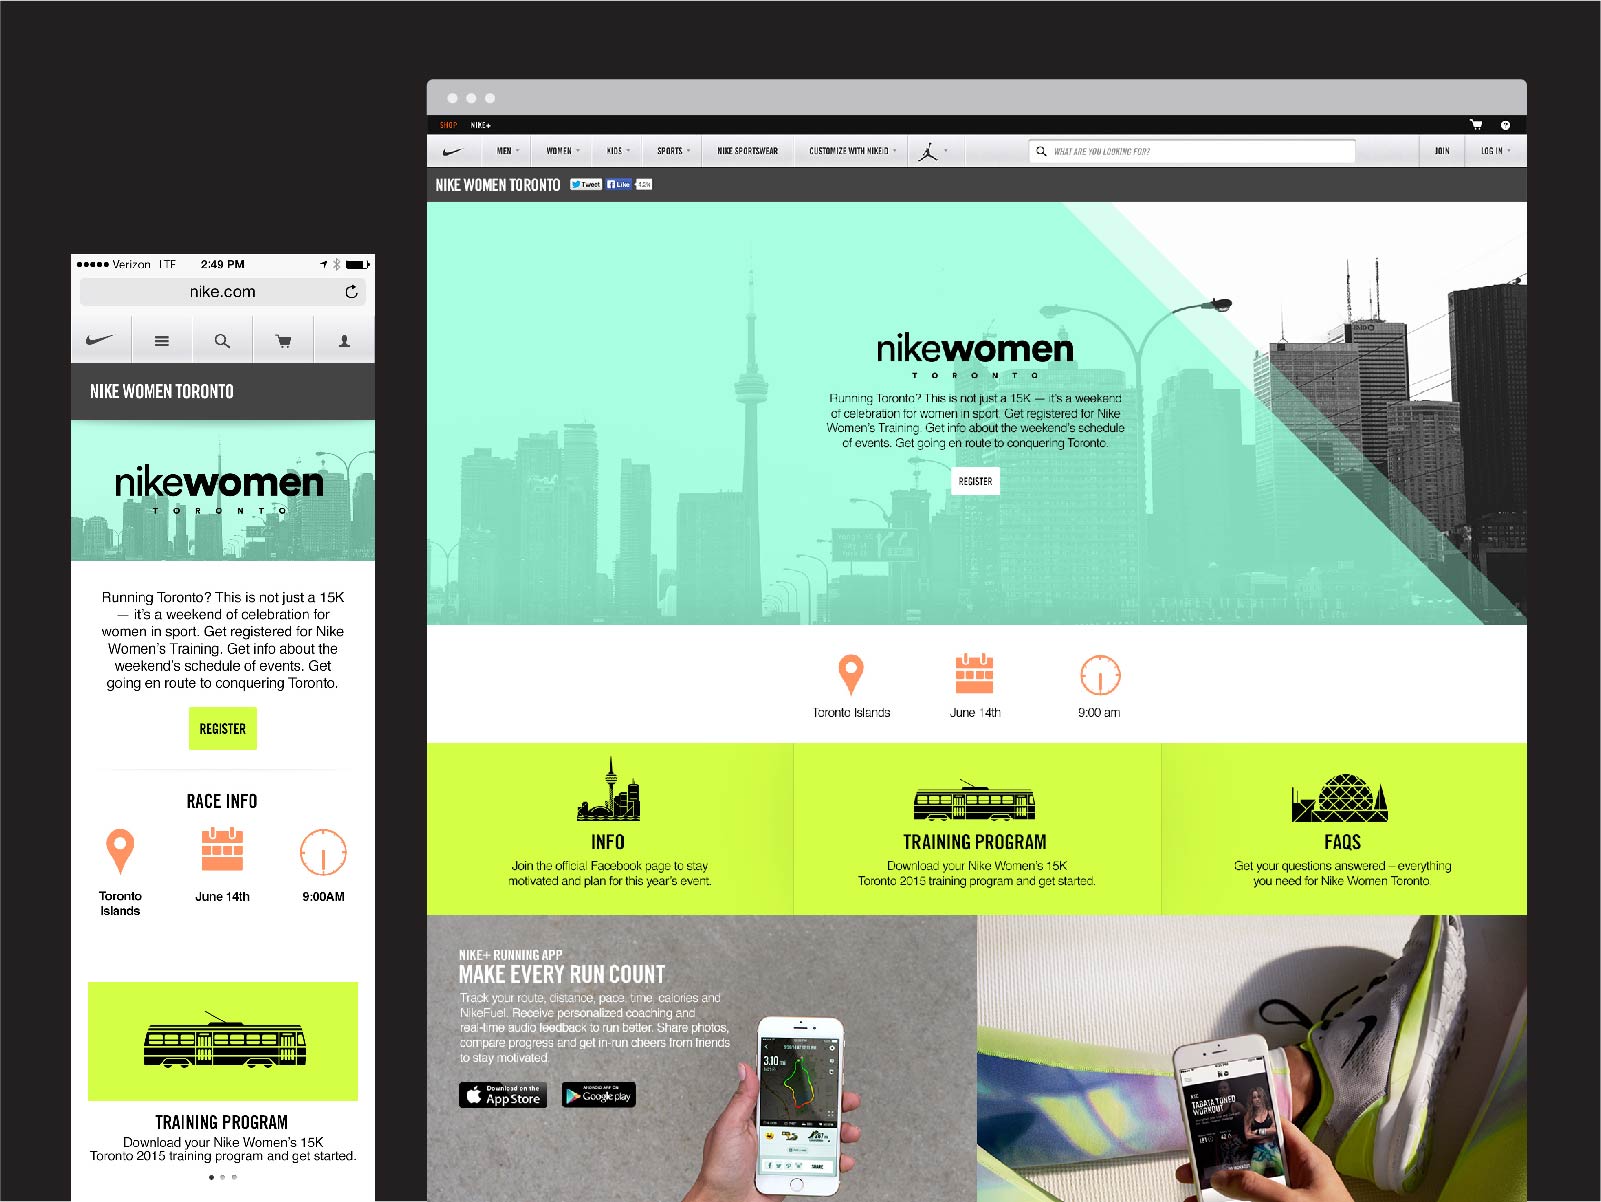 Verizon LTE 2:49 PM
nike.com
NIKE WOMEN TORONTO
nikewomen
TORONTO
Running Toronto? This is not just a 15K
— it's a weekend of celebration for
women in sport. Get registered for Nike
Women's Training. Get info about the
weekend's schedule of events. Get
going en route to conquering Toronto.
REGISTER
RACE INFO
Toronto
Islands
June 14th
9:00AM
TRAINING PROGRAM
Download your Nike Women's 15K
Toronto 2015 training program and get started.
SHOP NIKE+
MEN WOMEN KIDS SPORTS NIKE SPORTSWEAR CUSTOMIZE WITH NIKEID WHAT ARE YOU LOOKING FOR? JOIN LOG IN
NIKE WOMEN TORONTO Tweet Like 42k
nikewomen
TORONTO
Running Toronto? This is not just a 15K — it's a weekend
of celebration for women in sport. Get registered for Nike
Women's Training. Get info about the weekend's schedule
of events. Get going en route to conquering Toronto.
REGISTER
Toronto Islands
June 14th
9:00 am
INFO
Join the official Facebook page to stay
motivated and plan for this year's event.
TRAINING PROGRAM
Download your Nike Women's 15K
Toronto 2015 training program and get started.
FAQS
Get your questions answered – everything
you need for Nike Women Toronto.
NIKE+ RUNNING APP
MAKE EVERY RUN COUNT
Track your route, distance, pace, time, calories and
NikeFuel. Receive personalized coaching and
real-time audio feedback to run better. Share photos,
compare progress and get in-run cheers from friends
to stay motivated.
Download on the
App Store
ANDROID APP ON
Google play
3.10
SHARE
TABATA TONED
WORKOUT